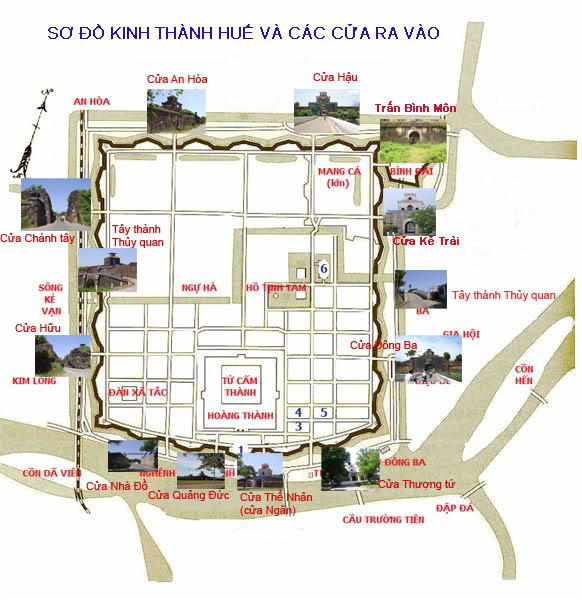 SƠ ĐỒ KINH THÀNH HUẾ VÀ CÁC CỬA RA VÀO
Cửa An Hòa
Cửa Hậu
AN HÒA
Trấn Bình Môn
MANG CÁ
(lớn)
BÌNH ĐÀI
Tây thành
Thủy quan
Cửa Chánh tây
Cửa Kẻ Trài
6
SÔNG
KẺ
VẠN
NGỰ HÀ
HỒ TỊNH TÂM
Tây thành Thủy quan
BA
Cửa Hữu
GIA HỘI
Cửa Đông Ba
CỒN
HẾN
KIM LONG
TỬ CẤM
THÀNH
ĐÀN XÃ TẮC
HOÀNG THÀNH
4
5
3
1
CỒN DÃ VIÊN
NGHÊNH
ĐÔNG BA
Cửa Nhà Đồ
Cửa Quảng Đức
Cửa Thế Nhân
(cửa Ngăn)
Cửa Thượng tứ
CẦU TRƯỜNG TIỀN
ĐẬP ĐÁ